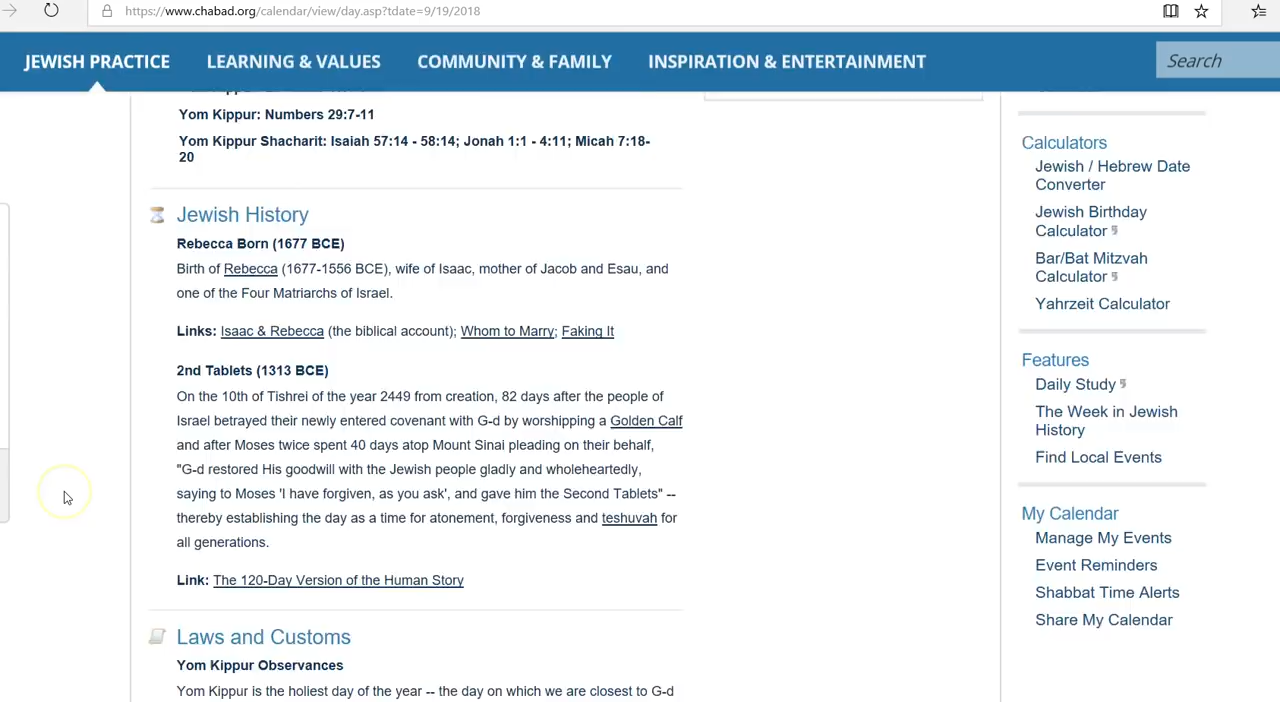 https://www.chabad.org/calendar/view/day.asp?tdate=9/19/2018
JEWISH PRACTICE
LEARNING & VALUES
COMMUNITY & FAMILY
INSPIRATION & ENTERTAINMENT
Search
Yom Kippur: Numbers 29:7-11
Yom Kippur Shacharit: Isaiah 57:14 - 58:14; Jonah 1:1 - 4:11; Micah 7:18-
20
Jewish History
Rebecca Born (1677 BCE)
Birth of Rebecca (1677-1556 BCE), wife of Isaac, mother of Jacob and Esau, and
one of the Four Matriarchs of Israel.
Links: Isaac & Rebecca (the biblical account); Whom to Marry; Faking It
2nd Tablets (1313 BCE)
On the 10th of Tishrei of the year 2449 from creation, 82 days after the people of
Israel betrayed their newly entered covenant with G-d by worshipping a Golden Calf
and after Moses twice spent 40 days atop Mount Sinai pleading on their behalf,
"G-d restored His goodwill with the Jewish people gladly and wholeheartedly,
saying to Moses 'I have forgiven, as you ask', and gave him the Second Tablets" --
thereby establishing the day as a time for atonement, forgiveness and teshuvah for
all generations.
Link: The 120-Day Version of the Human Story
Laws and Customs
Yom Kippur Observances
Yom Kippur is the holiest day of the year -- the day on which we are closest to G-d
Calculators
Jewish / Hebrew Date
Converter
Jewish Birthday
Calculator
Bar/Bat Mitzvah
Calculator
Yahrzeit Calculator
Features
Daily Study
The Week in Jewish
History
Find Local Events
My Calendar
Manage My Events
Event Reminders
Shabbat Time Alerts
Share My Calendar